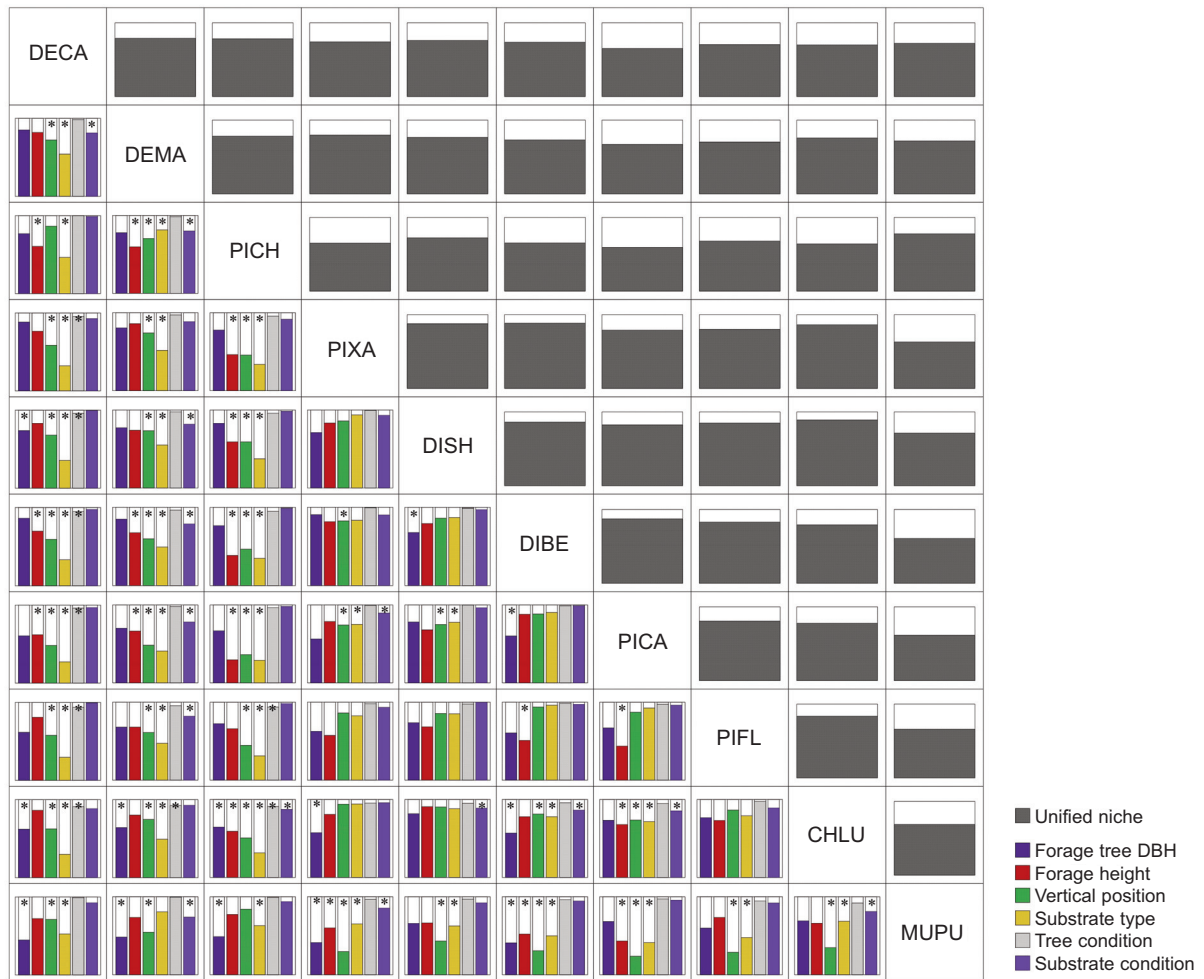 DECA
DEMA
PICH
PIXA
DISH
DIBE
PICA
PIFL
CHLU
MUPU
Unified niche
Forage tree DBH
Forage height
Vertical position
Substrate type
Tree condition
Substrate condition